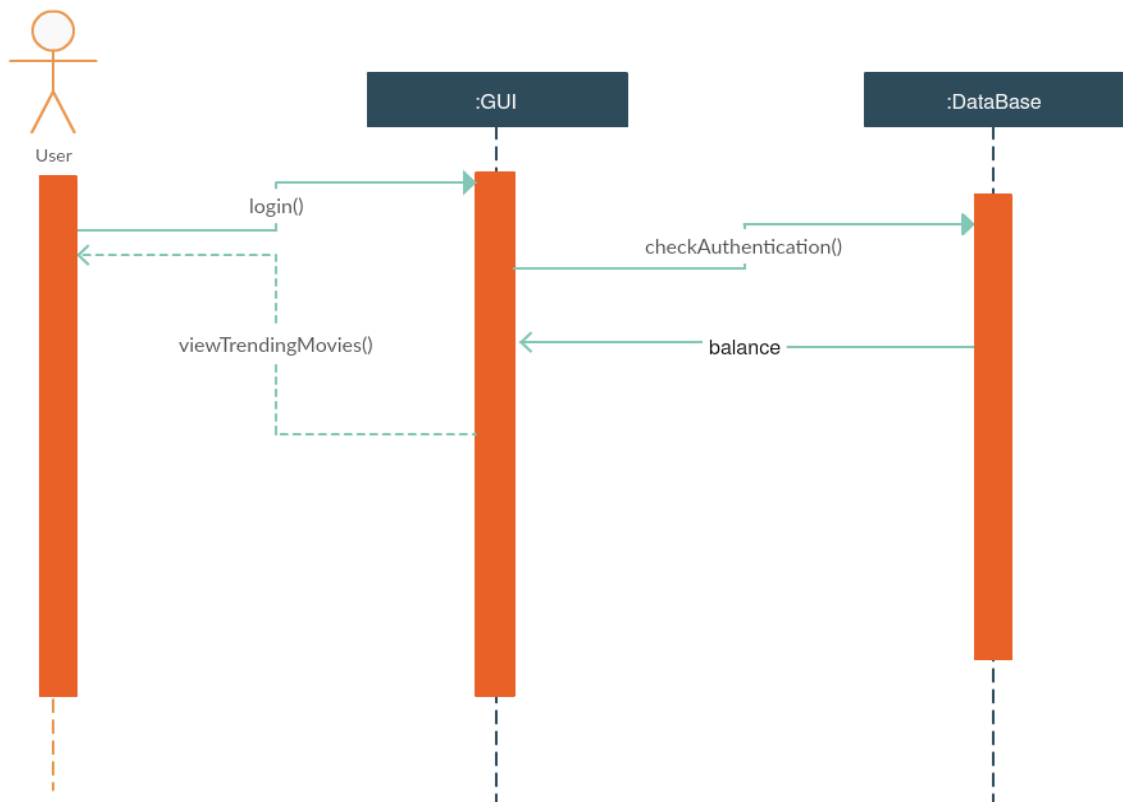 :GUI
:DataBase
User
login()
checkAuthentication()
viewTrendingMovies()
balance